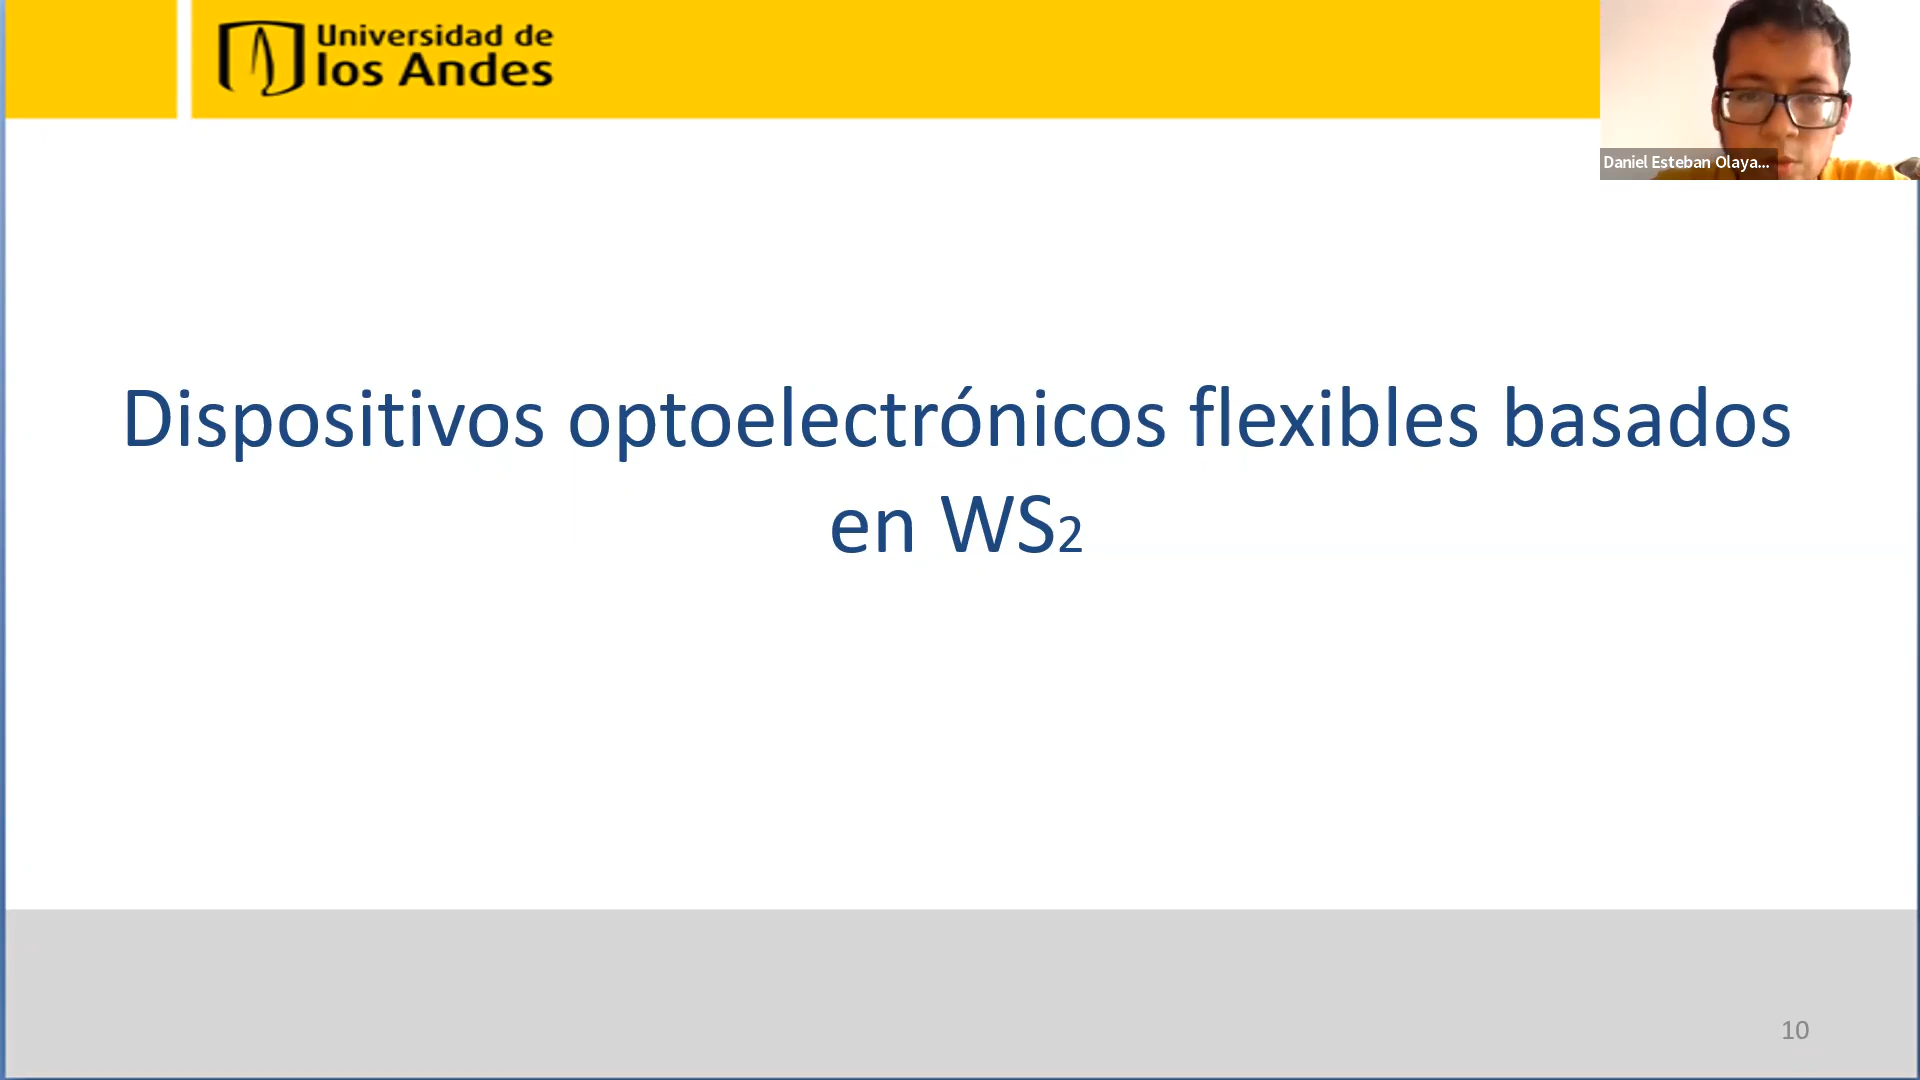 Universidad de
los Andes
Daniel Esteban Olaya...
Dispositivos optoelectrónicos flexibles basados
en WS2
10